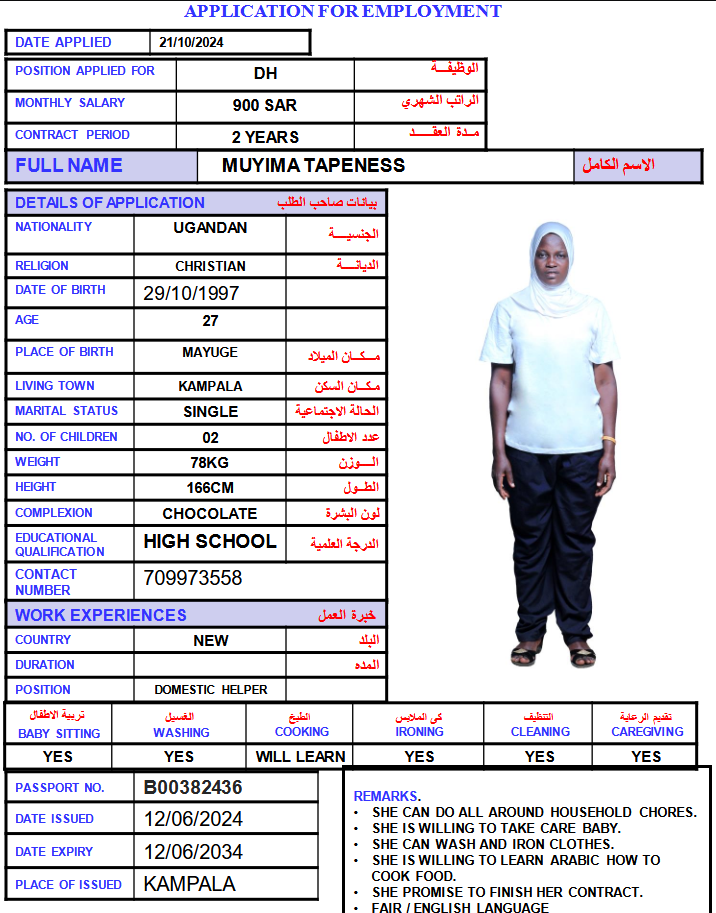 APPLICATION FOR EMPLOYMENT
DATE APPLIED 21/10/2024
POSITION APPLIED FOR DH الوظيفـــة
MONTHLY SALARY 900 SAR الراتب الشهري
CONTRACT PERIOD 2 YEARS مـدة العقـــد
FULL NAME MUYIMA TAPENESS الاسم الكامل
DETAILS OF APPLICATION بيانات صاحب الطلب
NATIONALITY UGANDAN الجنسيـــة
RELIGION CHRISTIAN الديانـــة
DATE OF BIRTH 29/10/1997
AGE 27
PLACE OF BIRTH MAYUGE مـكـــان الميلاد
LIVING TOWN KAMPALA مـكـان السكن
MARITAL STATUS SINGLE الحالة الاجتماعية
NO. OF CHILDREN 02 عدد الاطفال
WEIGHT 78KG الـــوزن
HEIGHT 166CM الطــول
COMPLEXION CHOCOLATE لون البشرة
EDUCATIONAL QUALIFICATION HIGH SCHOOL الدرجة العلمية
CONTACT NUMBER 709973558
WORK EXPERIENCES خبرة العمل
COUNTRY NEW البلد
DURATION المده
POSITION DOMESTIC HELPER
تربية الاطفال الغسيل الطبخ كي الملابس التنظيف تقديم الرعاية
BABY SITTING WASHING COOKING IRONING CLEANING CAREGIVING
YES YES WILL LEARN YES YES YES
PASSPORT NO. B00382436
DATE ISSUED 12/06/2024
DATE EXPIRY 12/06/2034
PLACE OF ISSUED KAMPALA
REMARKS.
• SHE CAN DO ALL AROUND HOUSEHOLD CHORES.
• SHE IS WILLING TO TAKE CARE BABY.
• SHE CAN WASH AND IRON CLOTHES.
• SHE IS WILLING TO LEARN ARABIC HOW TO
COOK FOOD.
• SHE PROMISE TO FINISH HER CONTRACT.
• FAIR / ENGLISH LANGUAGE